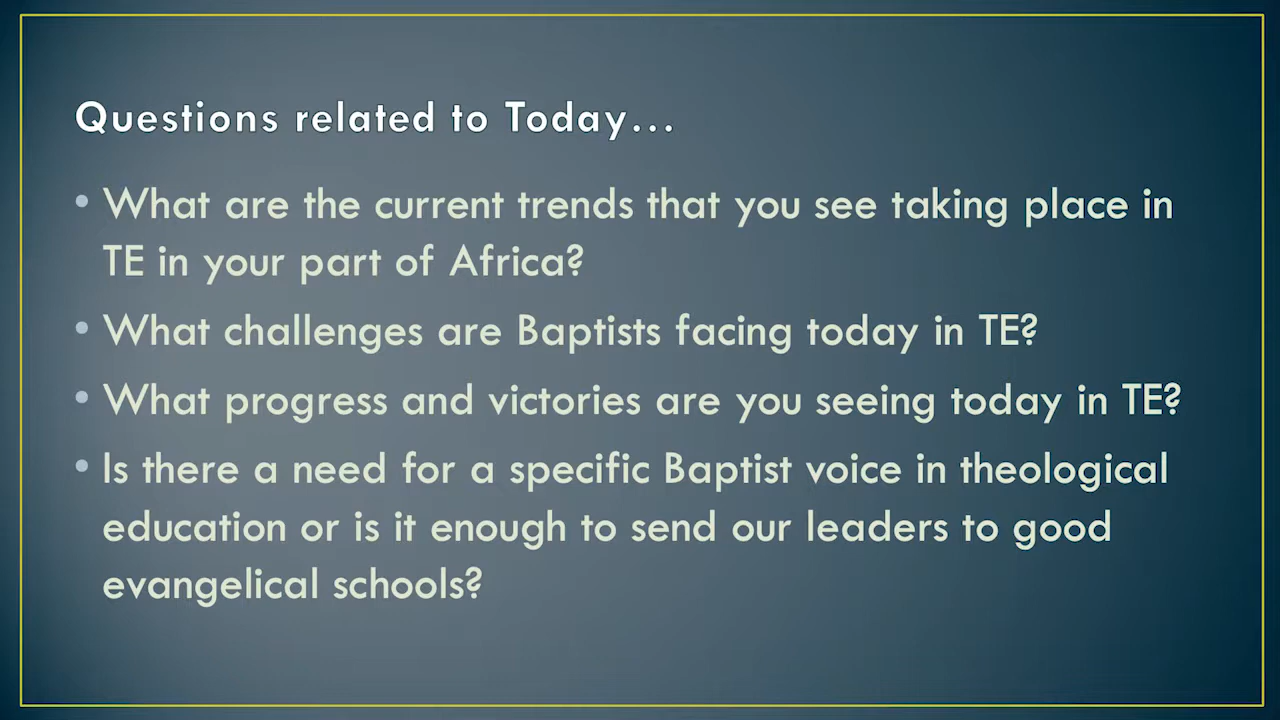 Questions related to Today...
• What are the current trends that you see taking place in
TE in your part of Africa?
• What challenges are Baptists facing today in TE?
• What progress and victories are you seeing today in TE?
• Is there a need for a specific Baptist voice in theological
education or is it enough to send our leaders to good
evangelical schools?